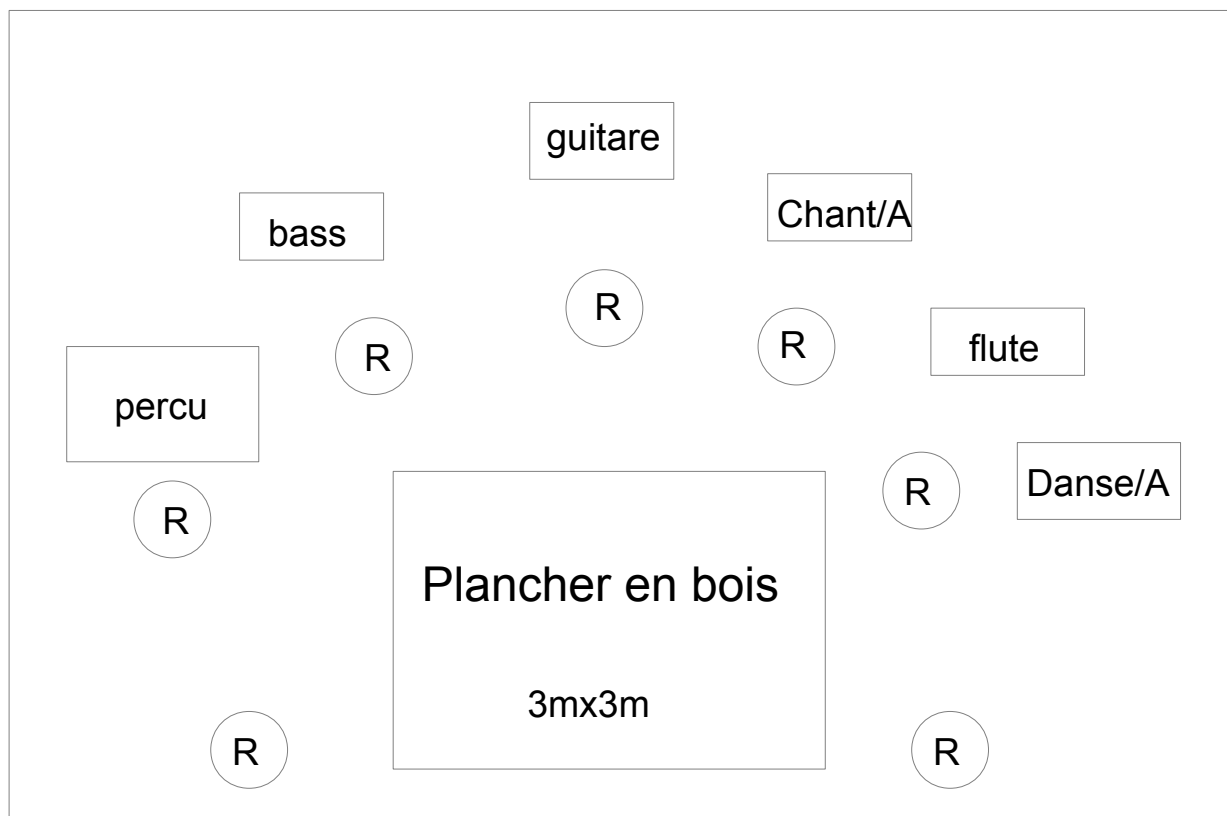 guitare
Chant/A
bass
R
R
R
flute
percu
R
Danse/A
R
Plancher en bois
3mx3m
R
R